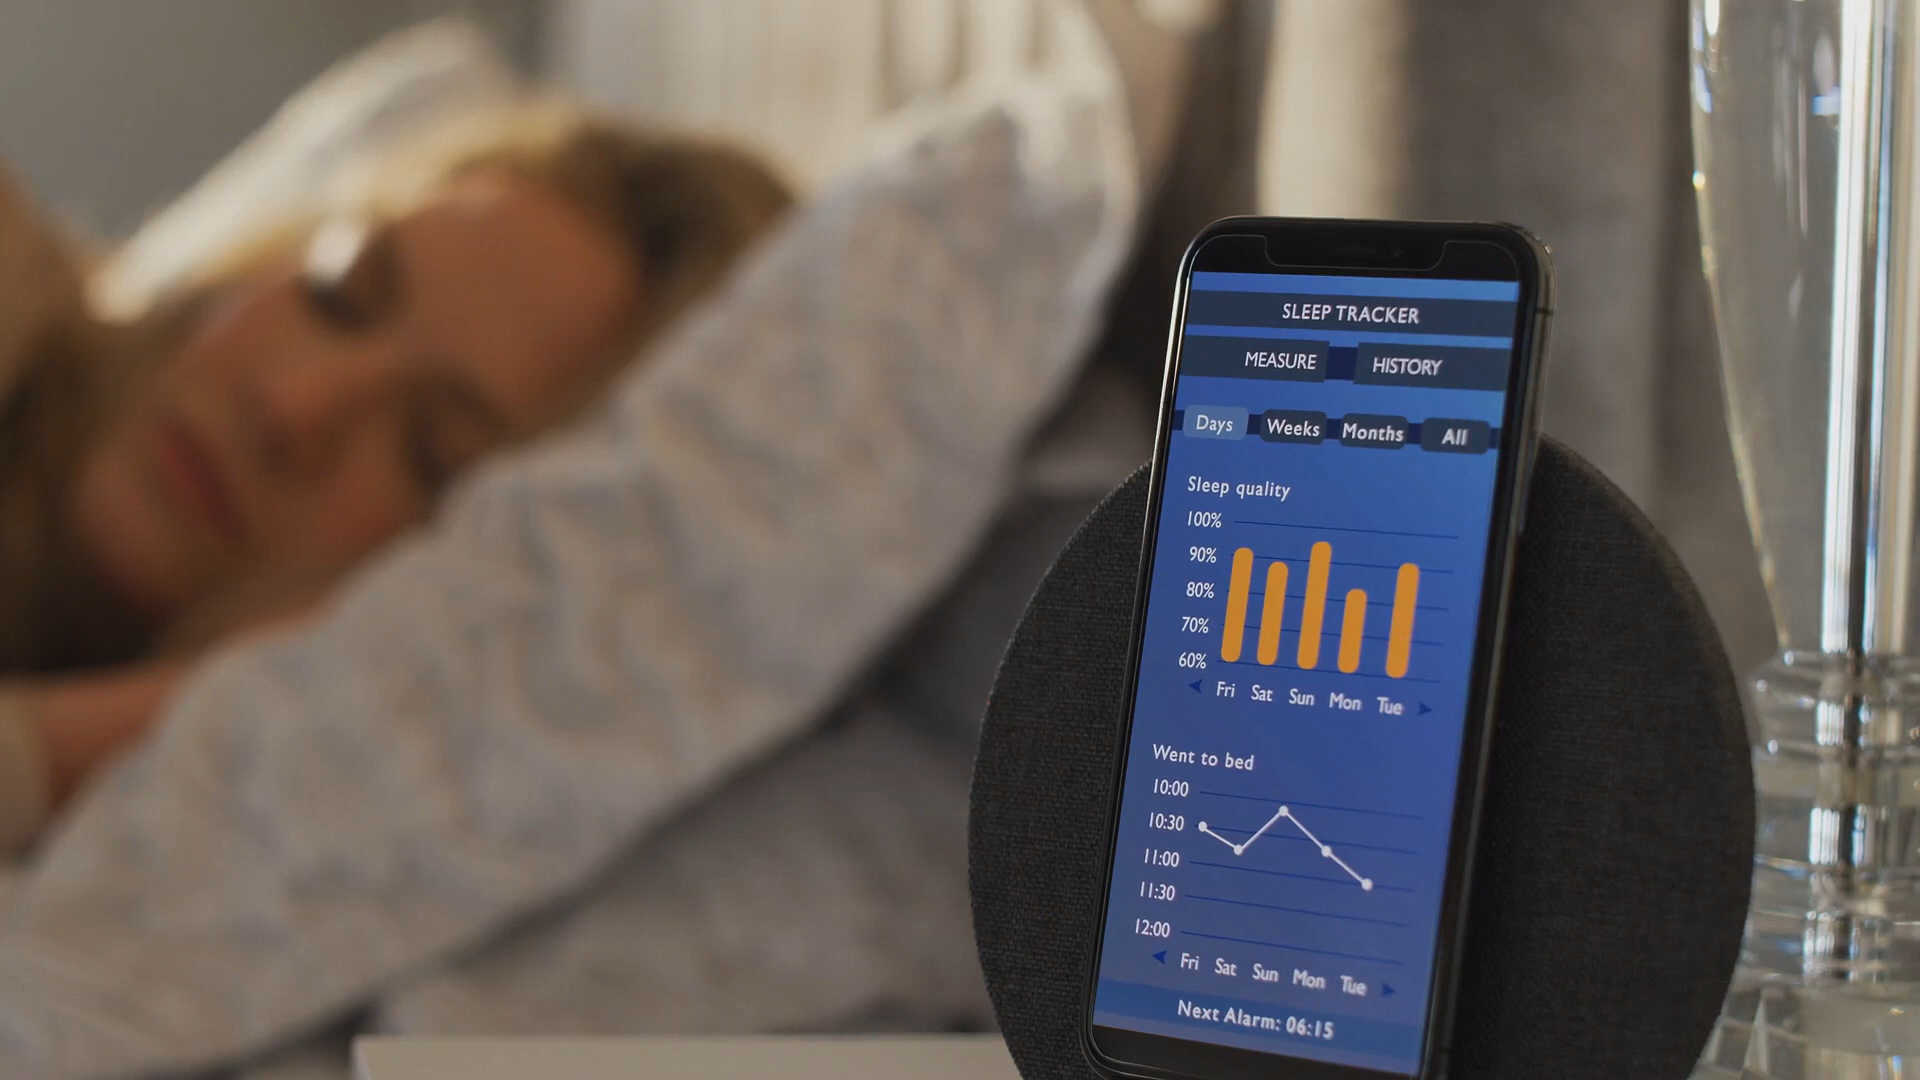 SLEEP TRACKER
MEASURE HISTORY
Days Weeks Months All
Sleep quality
100%
90%
80%
70%
60%
Fri Sat Sun Mon Tue
Went to bed
10:00
10:30
11:00
11:30
12:00
Fri Sat Sun Mon Tue
Next Alarm: 06:15